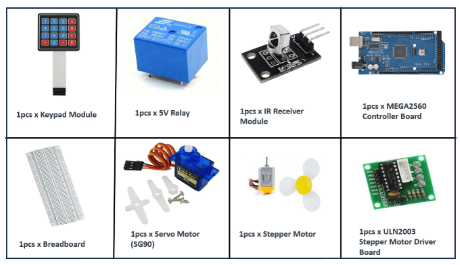 1pcs x Keypad Module
1pcs x 5V Relay
1pcs x IR Receiver
Module
1pcs x MEGA2560
Controller Board
1pcs x Breadboard
1pcs x Servo Motor
(SG90)
1pcs x Stepper Motor
1pcs x ULN2003
Stepper Motor Driver
Board